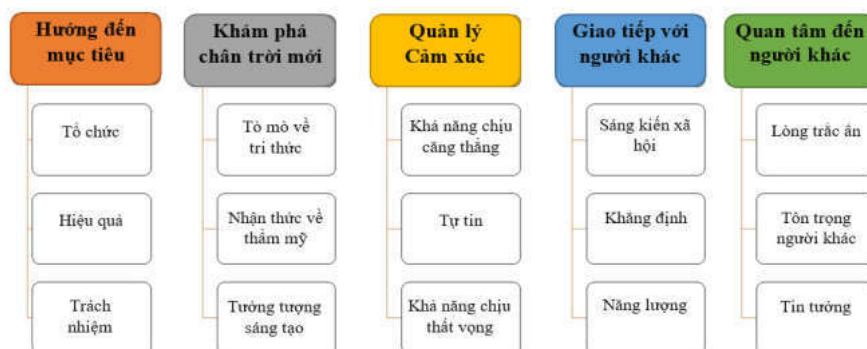 Hướng đến
mục tiêu
Tổ chức
Hiệu quả
Trách
nhiệm
Khám phá
chân trời mới
Tò mò về
tri thức
Nhận thức về
thẩm mỹ
Tưởng tượng
sáng tạo
Quản lý
Cảm xúc
Khả năng chịu
căng thẳng
Tự tin
Khả năng chịu
thất vọng
Giao tiếp với
người khác
Sáng kiến xã
hội
Khẳng định
Năng lượng
Quan tâm đến
người khác
Lòng trắc ẩn
Tôn trọng
người khác
Tin tưởng